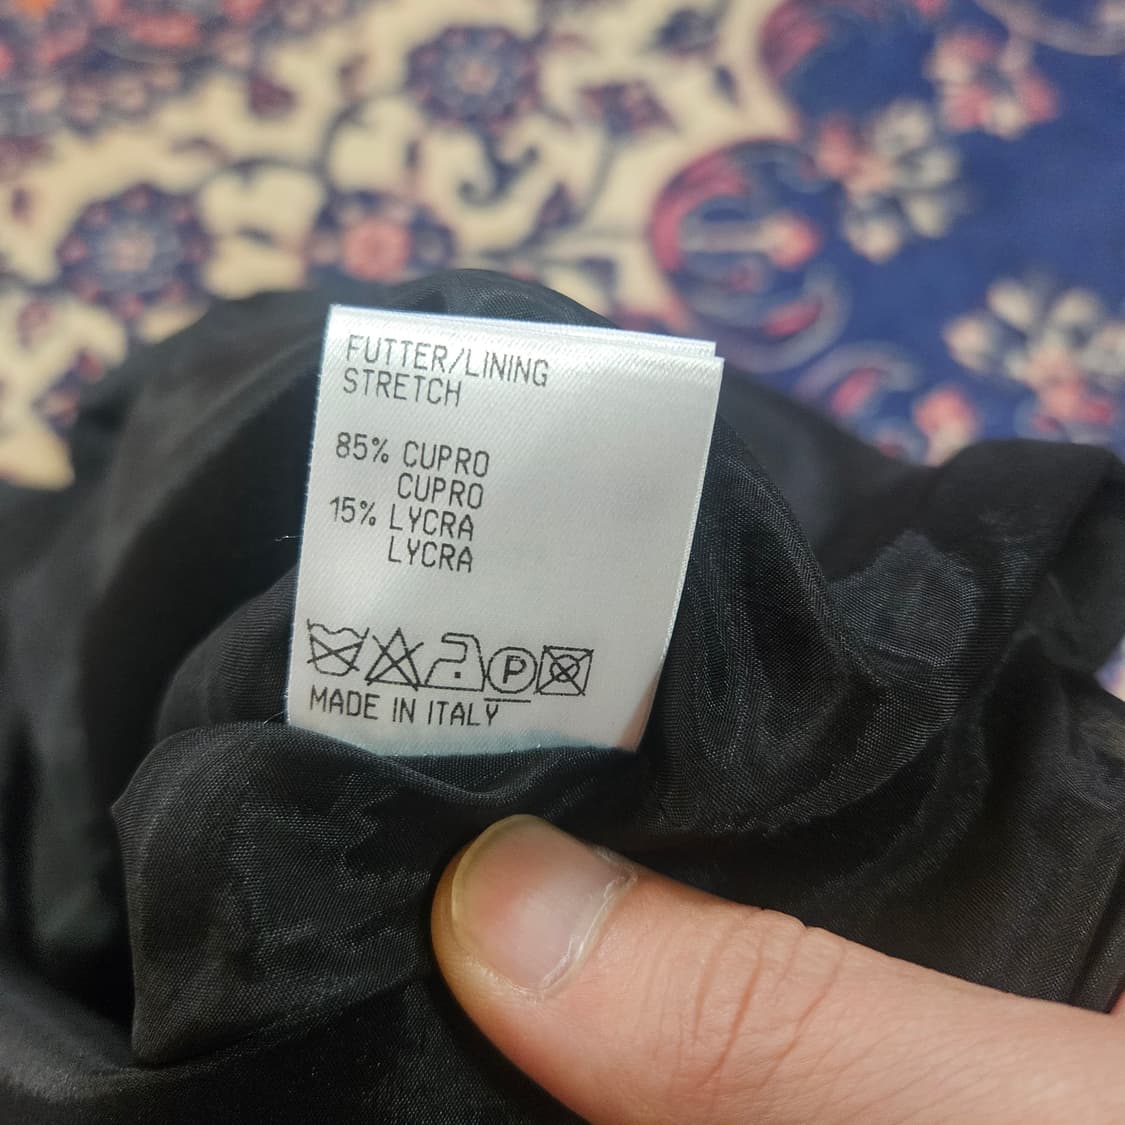 FUTTER/LINING
STRETCH
85% CUPRO
CUPRO
15% LYCRA
LYCRA
P
MADE IN ITALY